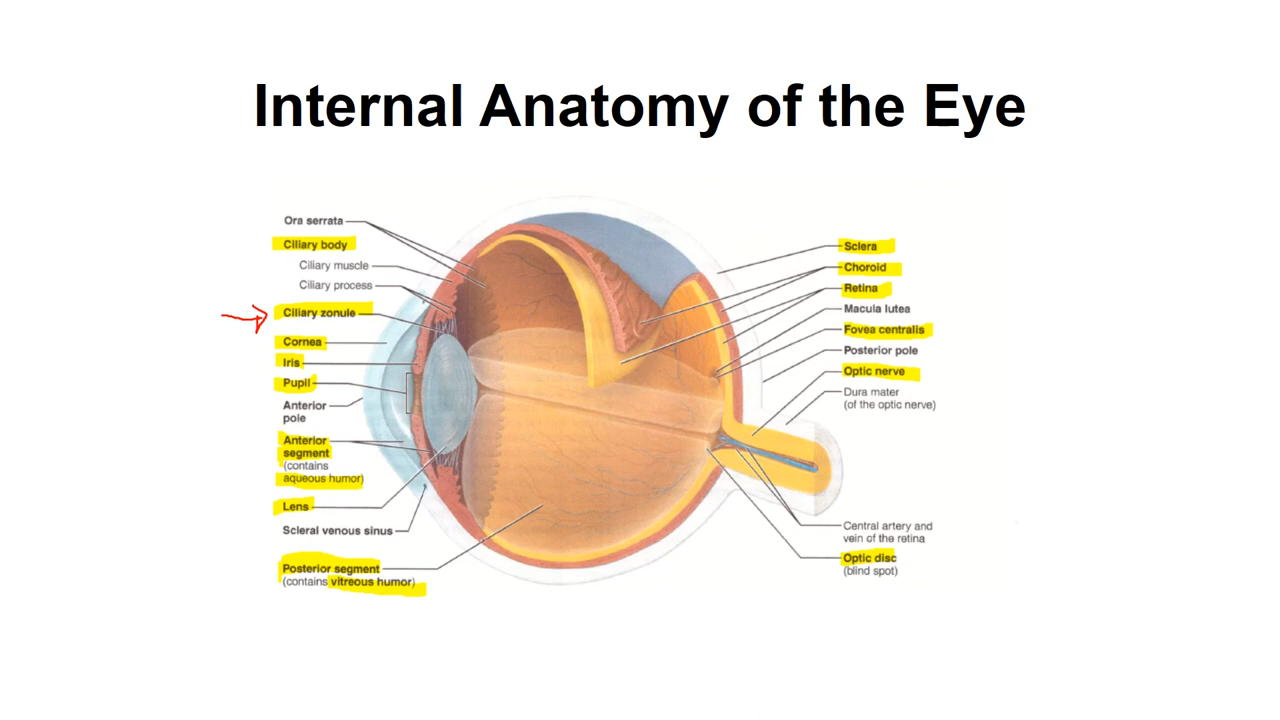 Internal Anatomy of the Eye
Ora serrata
Ciliary body
Ciliary muscle
Ciliary process
Ciliary zonule
Cornea
Iris
Pupil
Anterior
pole
Anterior
segment
(contains
aqueous humor)
Lens
Scleral venous sinus
Posterior segment
(contains vitreous humor)
Sclera
Choroid
Retina
Macula lutea
Fovea centralis
Posterior pole
Optic nerve
Dura mater
(of the optic nerve)
Central artery and
vein of the retina
Optic disc
(blind spot)